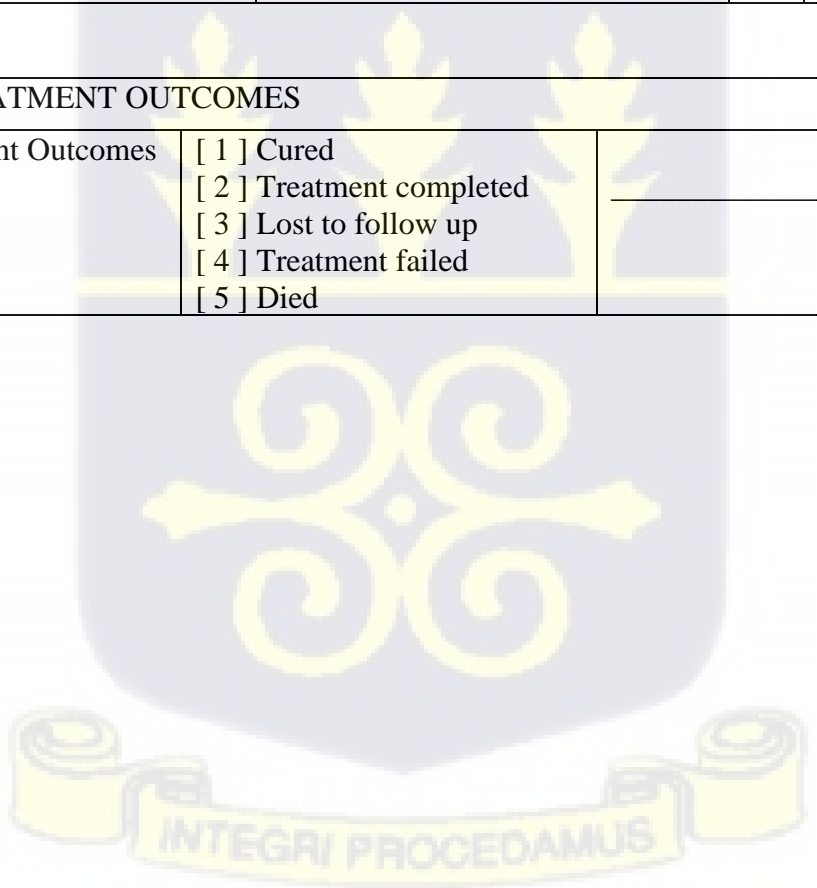 ATMENT OUTCOMES
nt Outcomes
[ 1 ] Cured
[ 2 ] Treatment completed
[ 3 ] Lost to follow up
[ 4 ] Treatment failed
[ 5 ] Died
____________
INTEGRI PROCEDAMUS